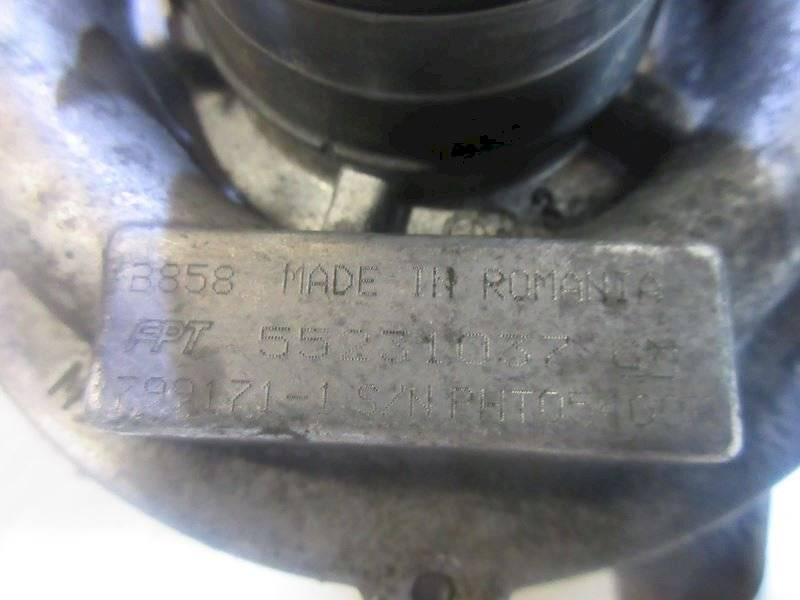 B858 MADE IN ROMANIA
FPT 55231037
799171-1 S/N